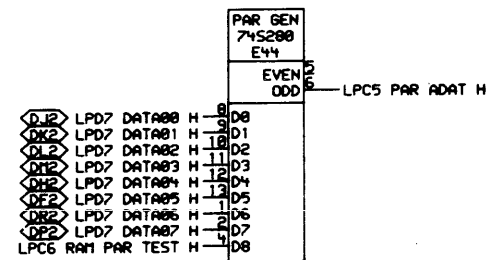 PAR GEN
74S280
E44
EVEN 5
ODD 6 LPC5 PAR ADAT H
DJ2 LPD7 DATA00 H 8 D0
DK2 LPD7 DATA01 H 9 D1
DL2 LPD7 DATA02 H 10 D2
DM2 LPD7 DATA03 H 11 D3
DH2 LPD7 DATA04 H 12 D4
DF2 LPD7 DATA05 H 13 D5
DR2 LPD7 DATA06 H 1 D6
DP2 LPD7 DATA07 H 2 D7
LPC6 RAM PAR TEST H 4 D8